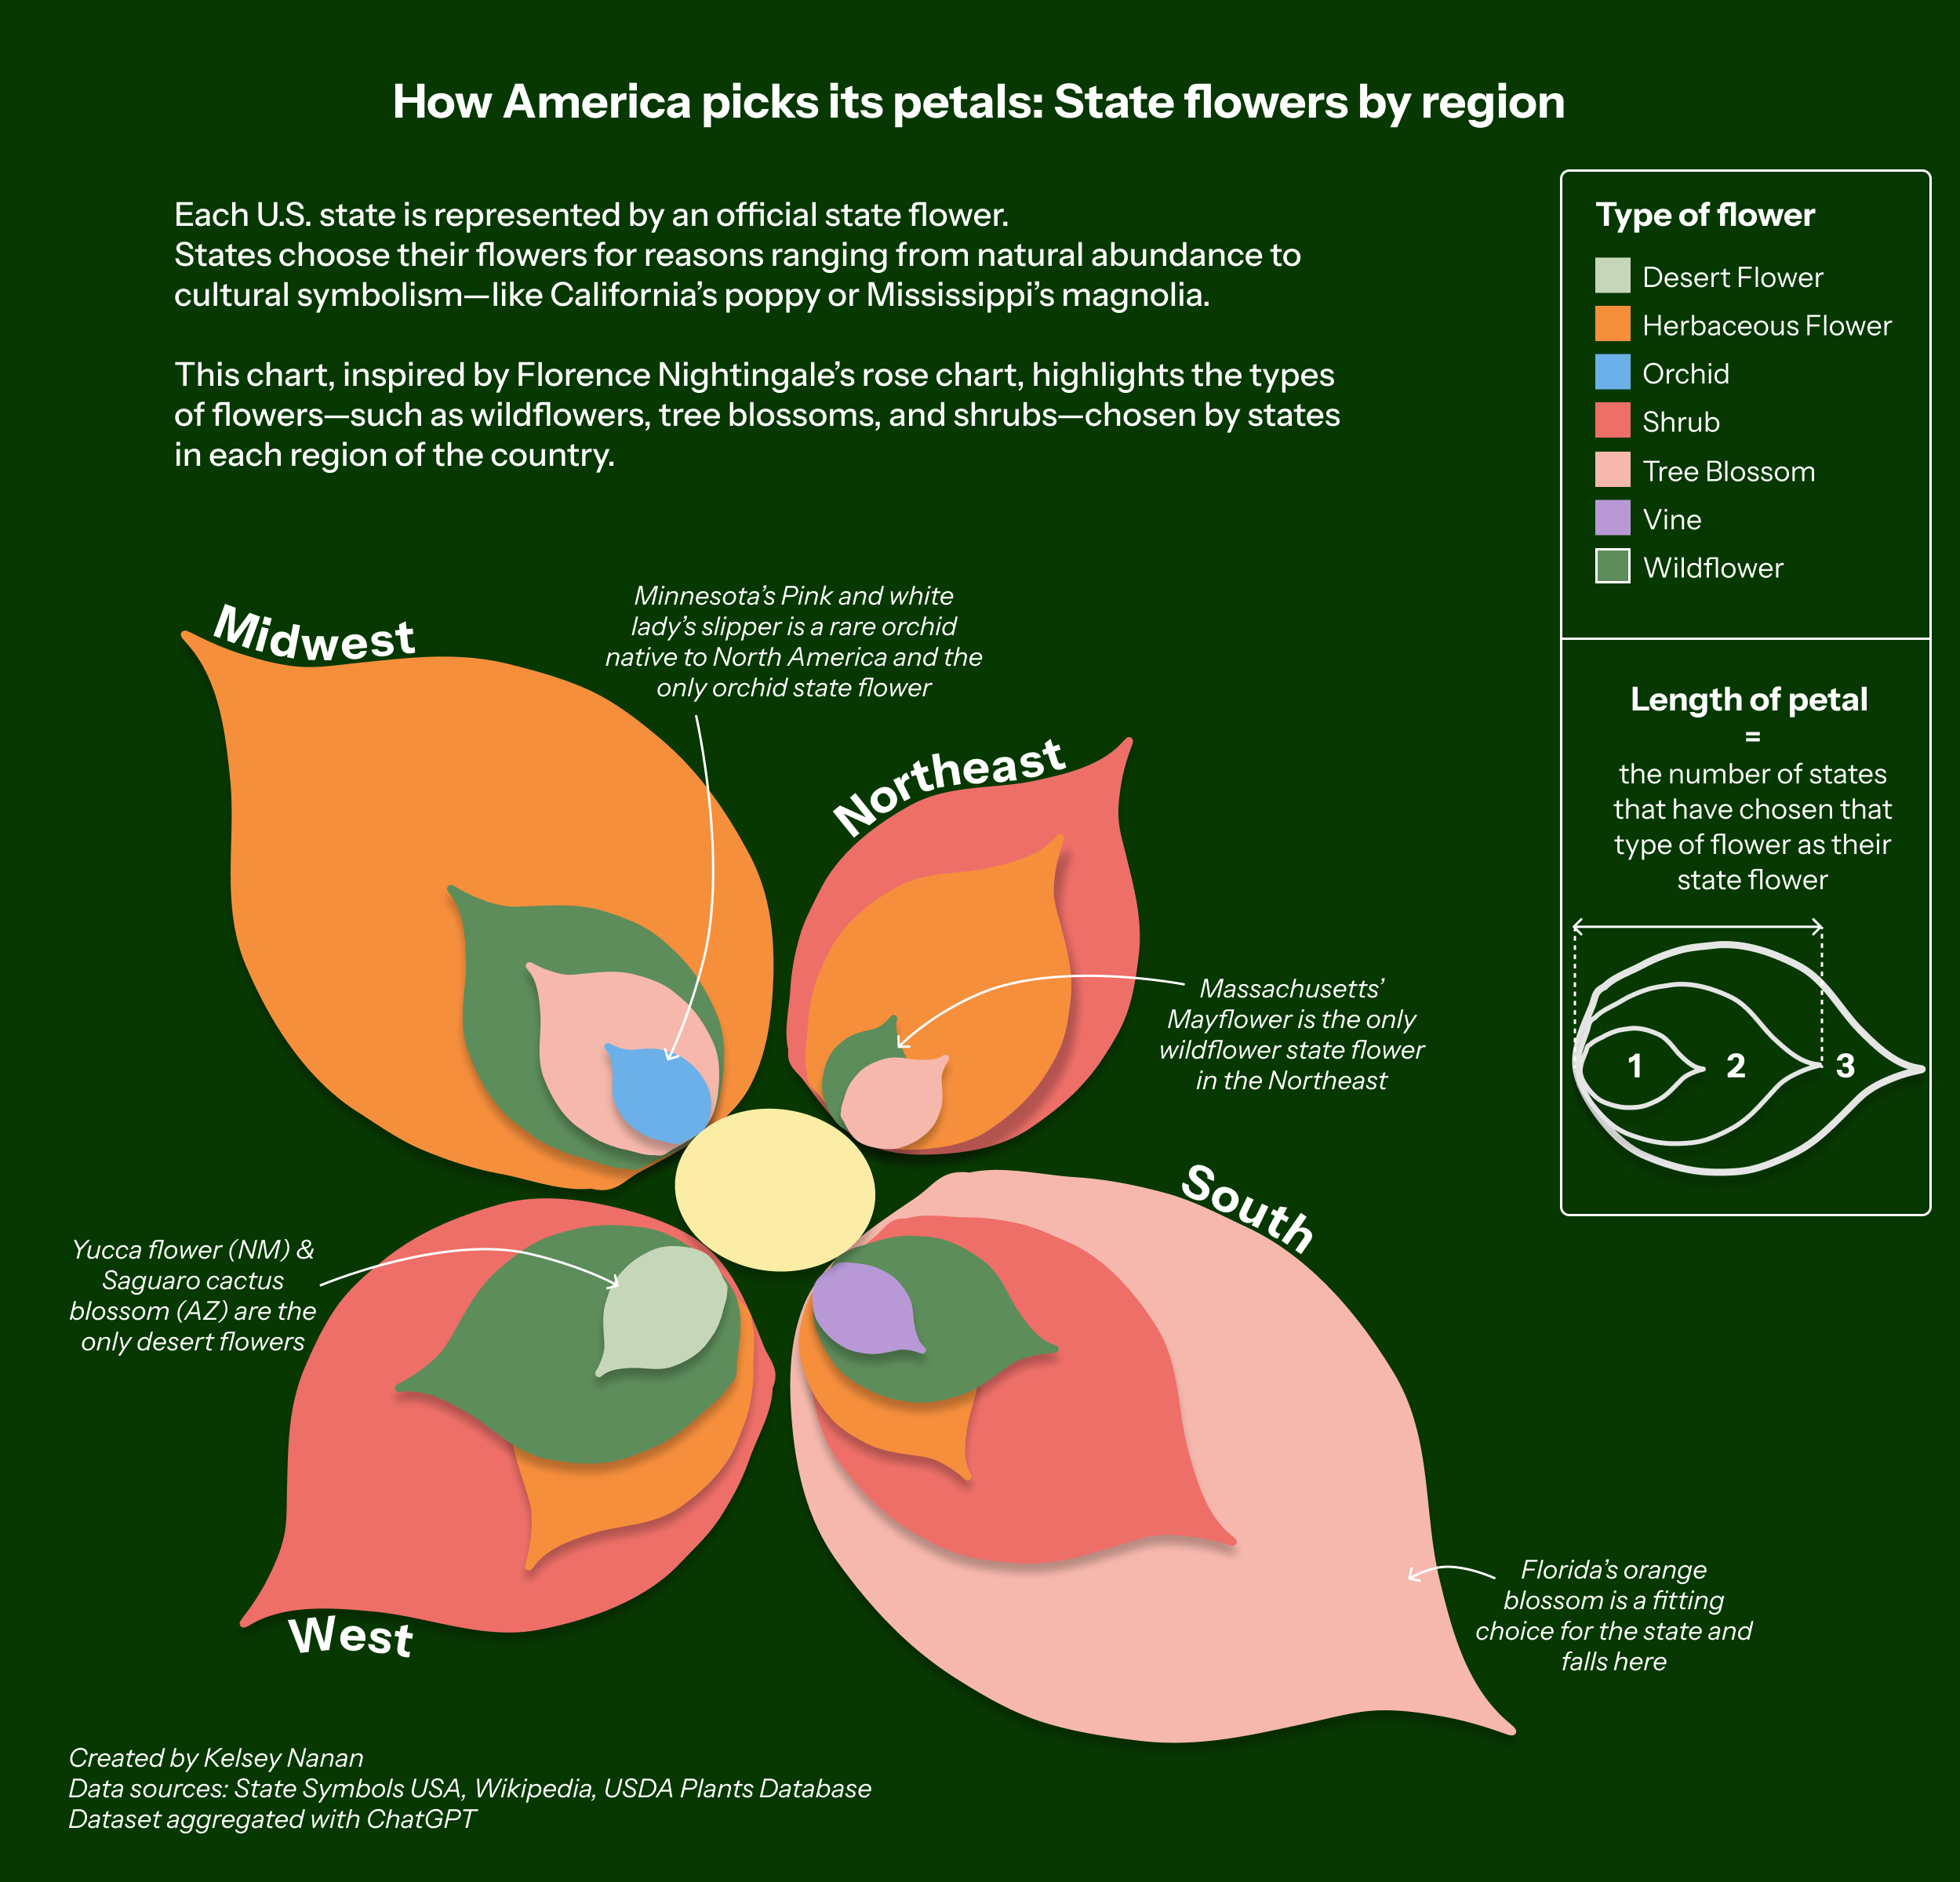 How America picks its petals: State flowers by region
Each U.S. state is represented by an official state flower.
States choose their flowers for reasons ranging from natural abundance to
cultural symbolism—like California’s poppy or Mississippi’s magnolia.
This chart, inspired by Florence Nightingale’s rose chart, highlights the types
of flowers—such as wildflowers, tree blossoms, and shrubs—chosen by states
in each region of the country.
Type of flower
Desert Flower
Herbaceous Flower
Orchid
Shrub
Tree Blossom
Vine
Wildflower
Length of petal
=
the number of states
that have chosen that
type of flower as their
state flower
1 2 3
Midwest
Minnesota’s Pink and white
lady’s slipper is a rare orchid
native to North America and the
only orchid state flower
Northeast
Massachusetts’
Mayflower is the only
wildflower state flower
in the Northeast
South
Yucca flower (NM) &
Saguaro cactus
blossom (AZ) are the
only desert flowers
West
Florida’s orange
blossom is a fitting
choice for the state and
falls here
Created by Kelsey Nanan
Data sources: State Symbols USA, Wikipedia, USDA Plants Database
Dataset aggregated with ChatGPT